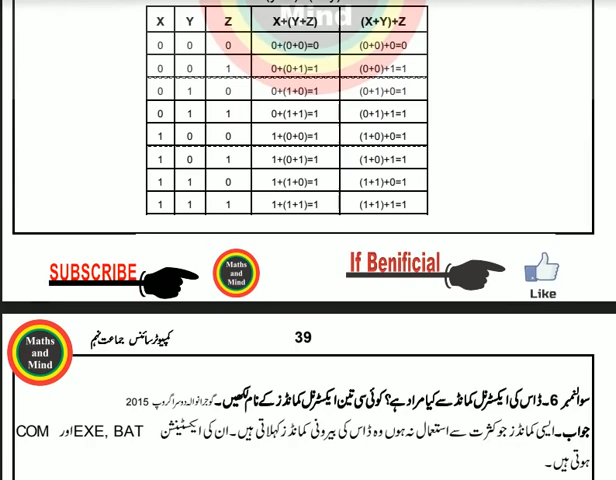 Mind
X Y Z X+(Y+Z) (X+Y)+Z
0 0 0 0+(0+0)=0 (0+0)+0=0
0 0 1 0+(0+1)=1 (0+0)+1=1
0 1 0 0+(1+0)=1 (0+1)+0=1
0 1 1 0+(1+1)=1 (0+1)+1=1
1 0 0 1+(0+0)=1 (1+0)+0=1
1 0 1 1+(0+1)=1 (1+0)+1=1
1 1 0 1+(1+0)=1 (1+1)+0=1
1 1 1 1+(1+1)=1 (1+1)+1=1
SUBSCRIBE
Maths
and
Mind
If Benificial
Like
Maths
and
Mind
کمپیوٹر سائنس جماعت نہم
39
سوالنمبر 6۔ ڈاس کی ایکسٹرنل کمانڈ سے کیا مراد ہے؟ کوئی سی تین ایکسٹرنل کمانڈز کے نام لکھیں۔ گوجرانوالہ دوسرا گروپ 2015
جواب۔ ایسی کمانڈز جو کثرت سے استعمال نہ ہوں وہ ڈاس کی بیرونی کمانڈز کہلاتی ہیں۔ ان کی ایکسٹینشن EXE, BAT اور COM
ہوتی ہیں۔